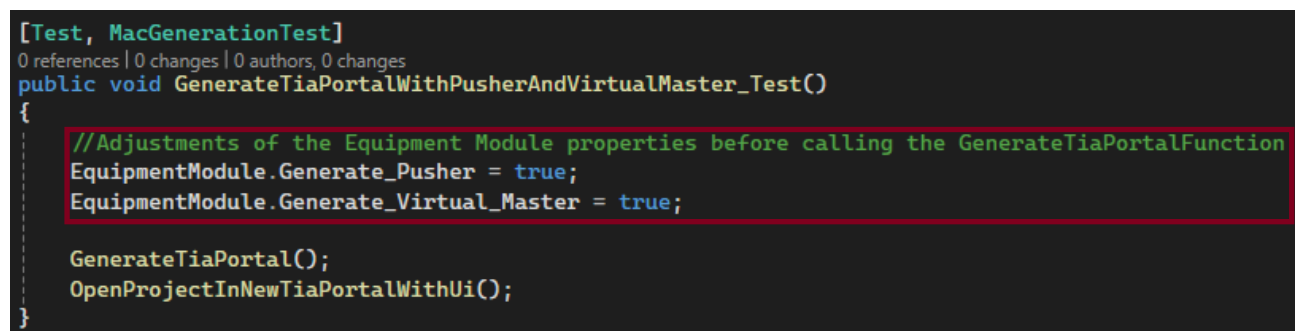 [Test, MacGenerationTest]
0 references | 0 changes | 0 authors, 0 changes
public void GenerateTiaPortalWithPusherAndVirtualMaster_Test()
{
//Adjustments of the Equipment Module properties before calling the GenerateTiaPortalFunction
EquipmentModule.Generate_Pusher = true;
EquipmentModule.Generate_Virtual_Master = true;
GenerateTiaPortal();
OpenProjectInNewTiaPortalWithUi();
}